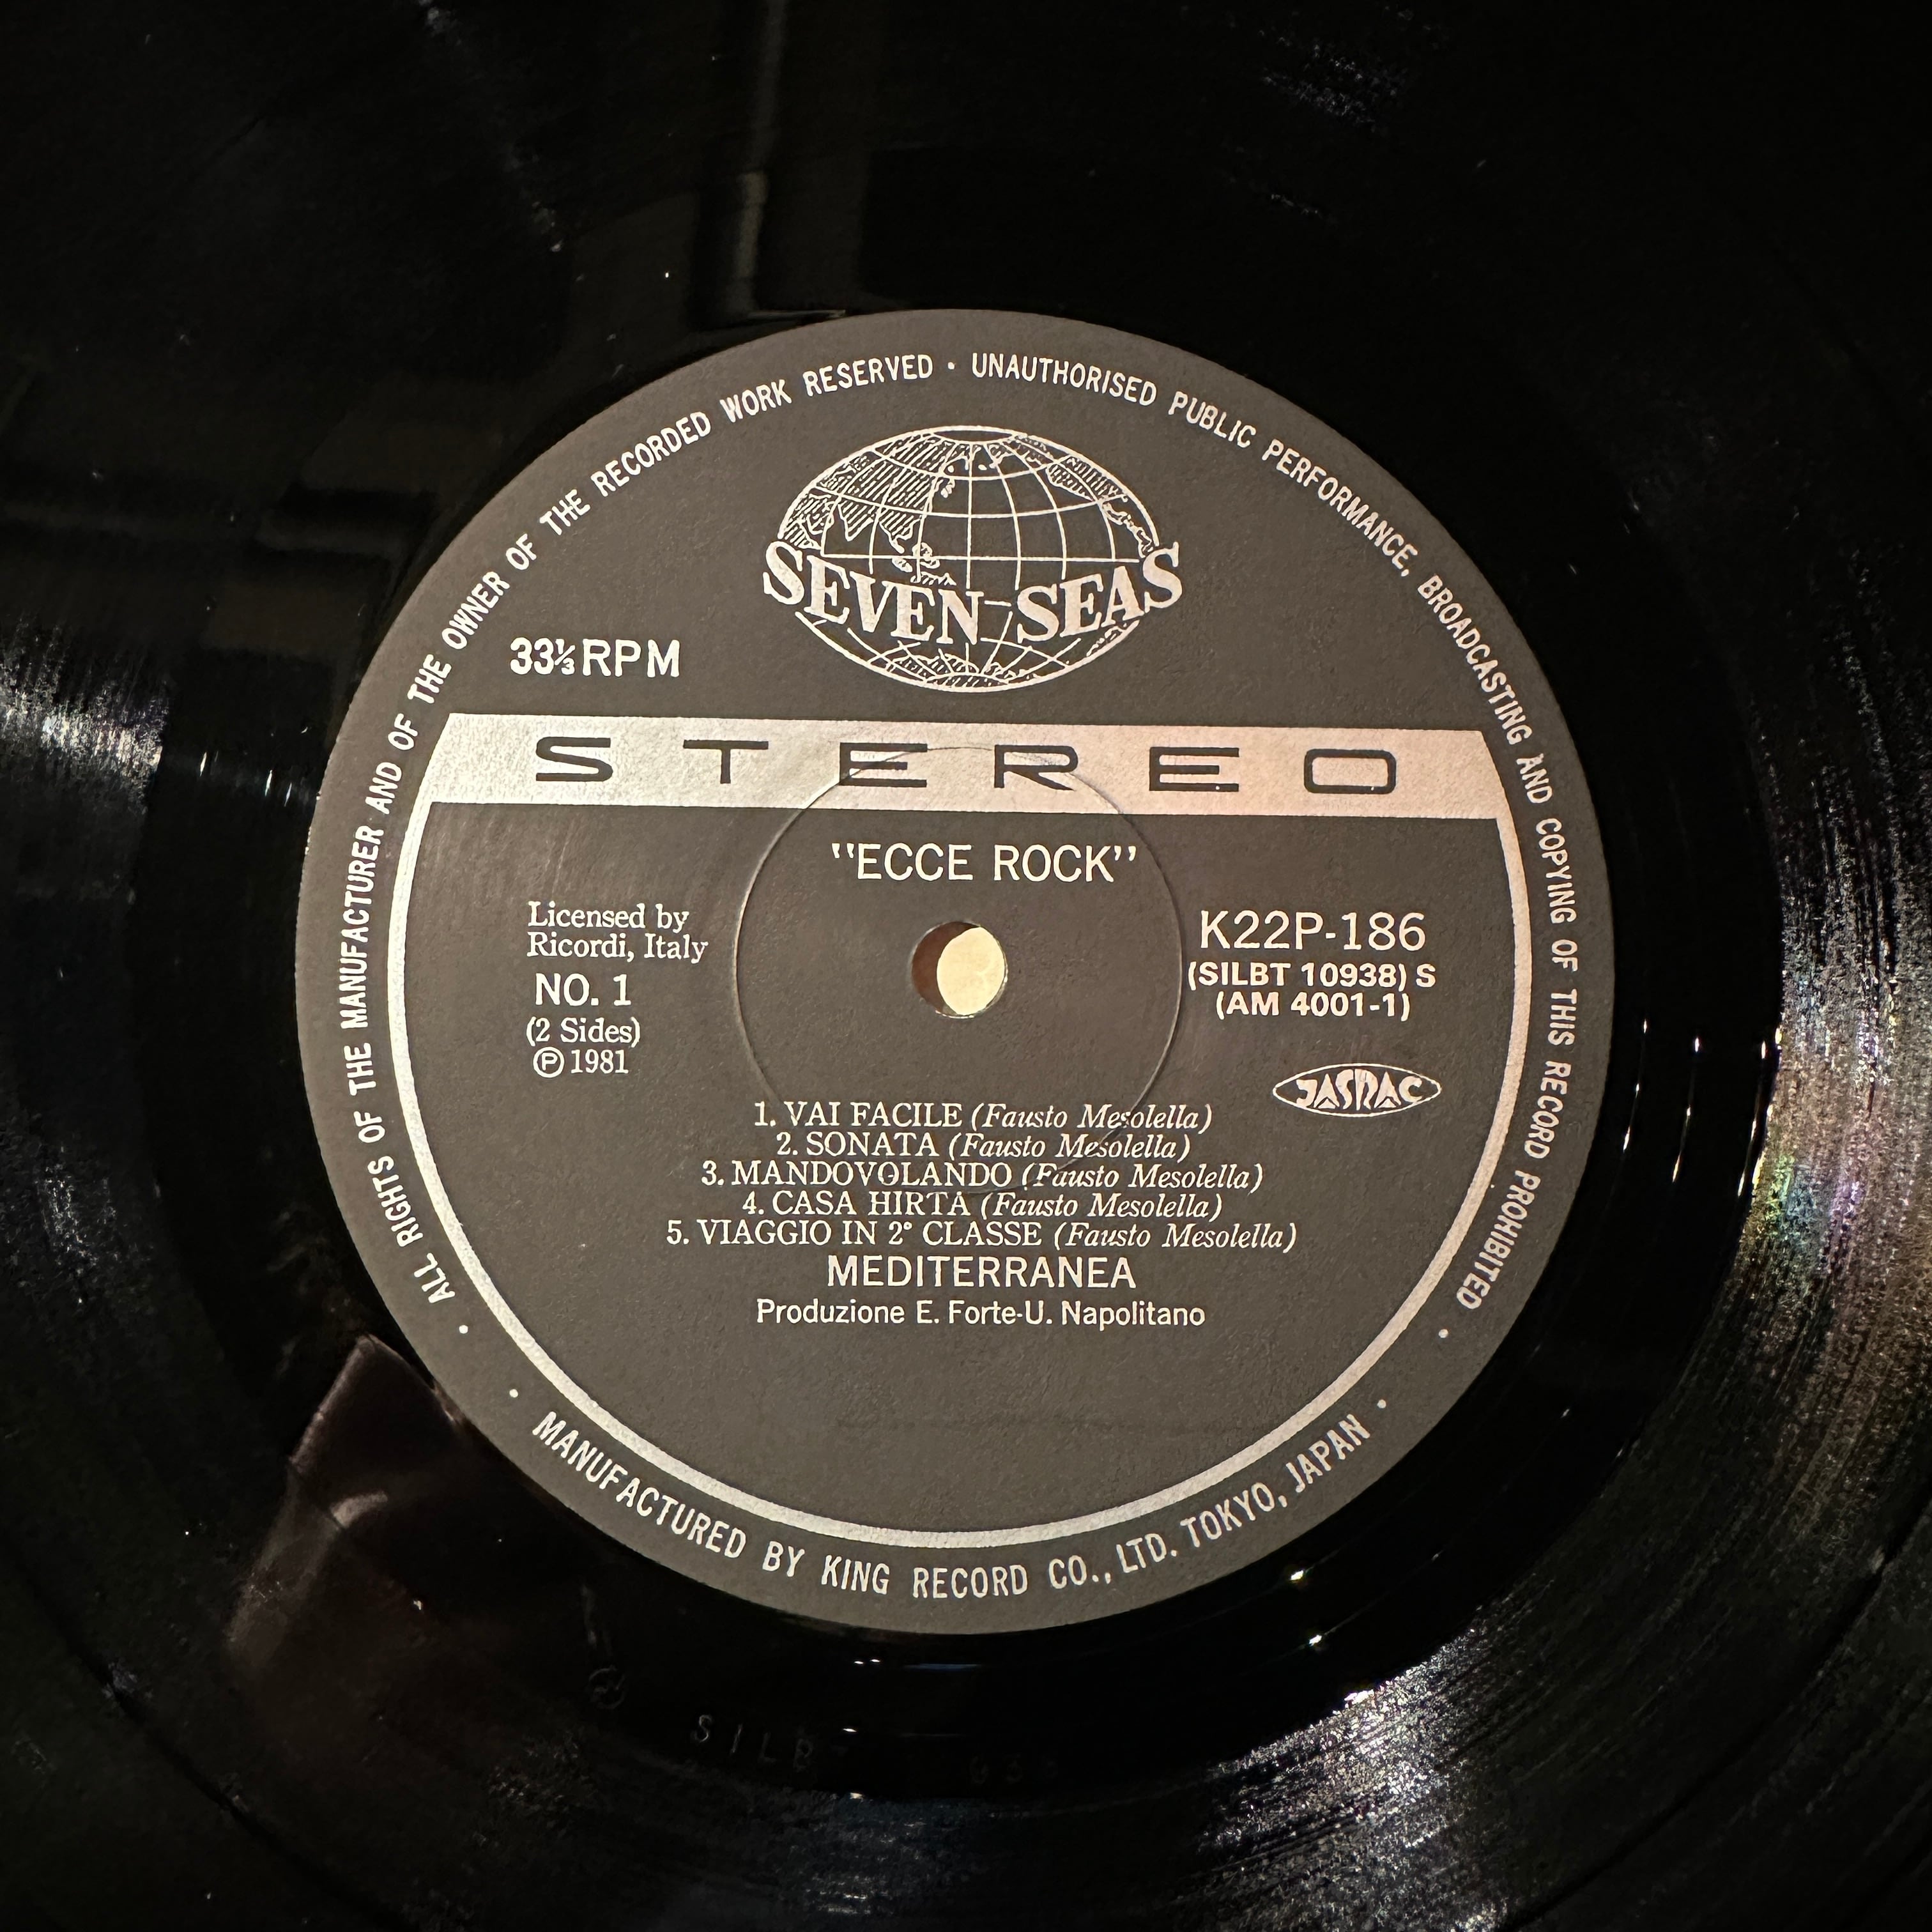 ALL RIGHTS OF THE MANUFACTURER AND OF THE OWNER OF THE RECORDED WORK RESERVED · UNAUTHORISED PUBLIC PERFORMANCE, BROADCASTING AND COPYING OF THIS RECORD PROHIBITED ·
SEVEN SEAS
33⅓ RPM
STEREO
"ECCE ROCK"
Licensed by
Ricordi, Italy
NO. 1
(2 Sides)
℗ 1981
K22P-186
(SILBT 10938) S
(AM 4001-1)
JASRAC
1. VAI FACILE (Fausto Mesolella)
2. SONATA (Fausto Mesolella)
3. MANDOVOLANDO (Fausto Mesolella)
4. CASA HIRTA (Fausto Mesolella)
5. VIAGGIO IN 2° CLASSE (Fausto Mesolella)
MEDITERRANEA
Produzione E. Forte-U. Napolitano
· MANUFACTURED BY KING RECORD CO., LTD. TOKYO, JAPAN ·